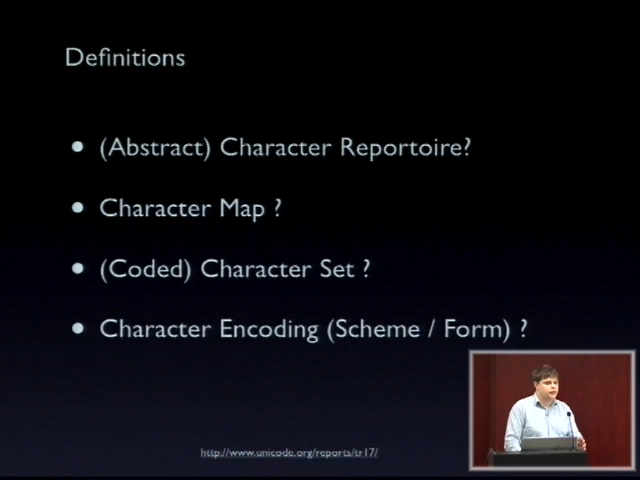 Definitions
• (Abstract) Character Reportoire?
• Character Map ?
• (Coded) Character Set ?
• Character Encoding (Scheme / Form) ?
http://www.unicode.org/reports/tr17/